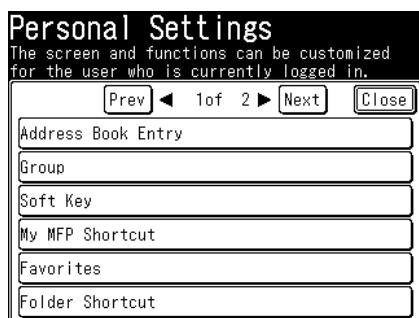 Personal Settings
The screen and functions can be customized
for the user who is currently logged in.
Prev ◀ 1of 2 ▶ Next Close
Address Book Entry
Group
Soft Key
My MFP Shortcut
Favorites
Folder Shortcut